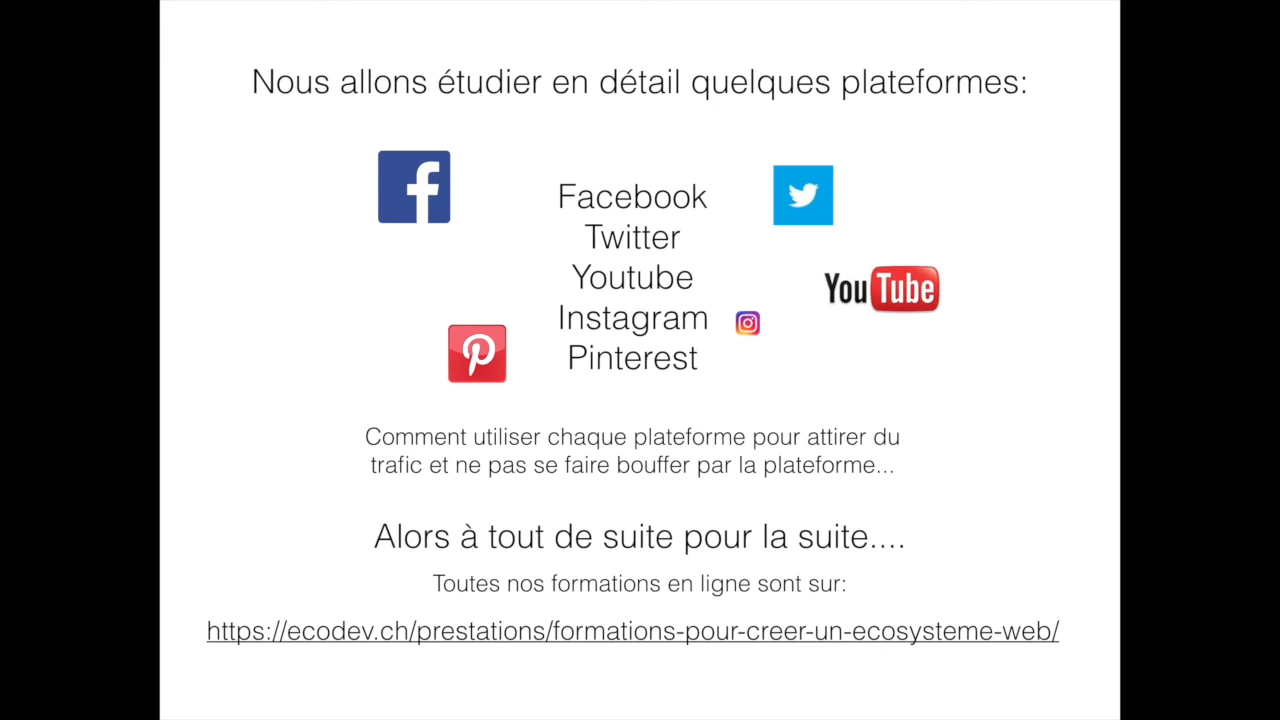 Nous allons étudier en détail quelques plateformes:
Facebook
Twitter
Youtube
You Tube
Instagram
Pinterest
Comment utiliser chaque plateforme pour attirer du
trafic et ne pas se faire bouffer par la plateforme...
Alors à tout de suite pour la suite....
Toutes nos formations en ligne sont sur:
https://ecodev.ch/prestations/formations-pour-creer-un-ecosysteme-web/